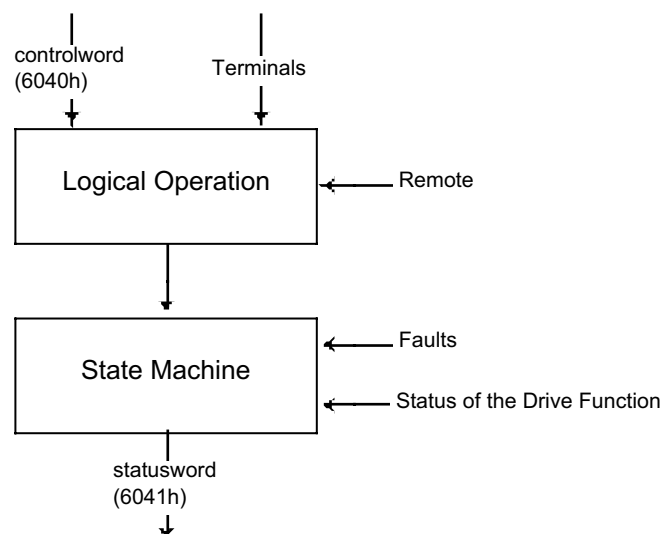 controlword
(6040h)
Terminals
Logical Operation
Remote
State Machine
Faults
Status of the Drive Function
statusword
(6041h)